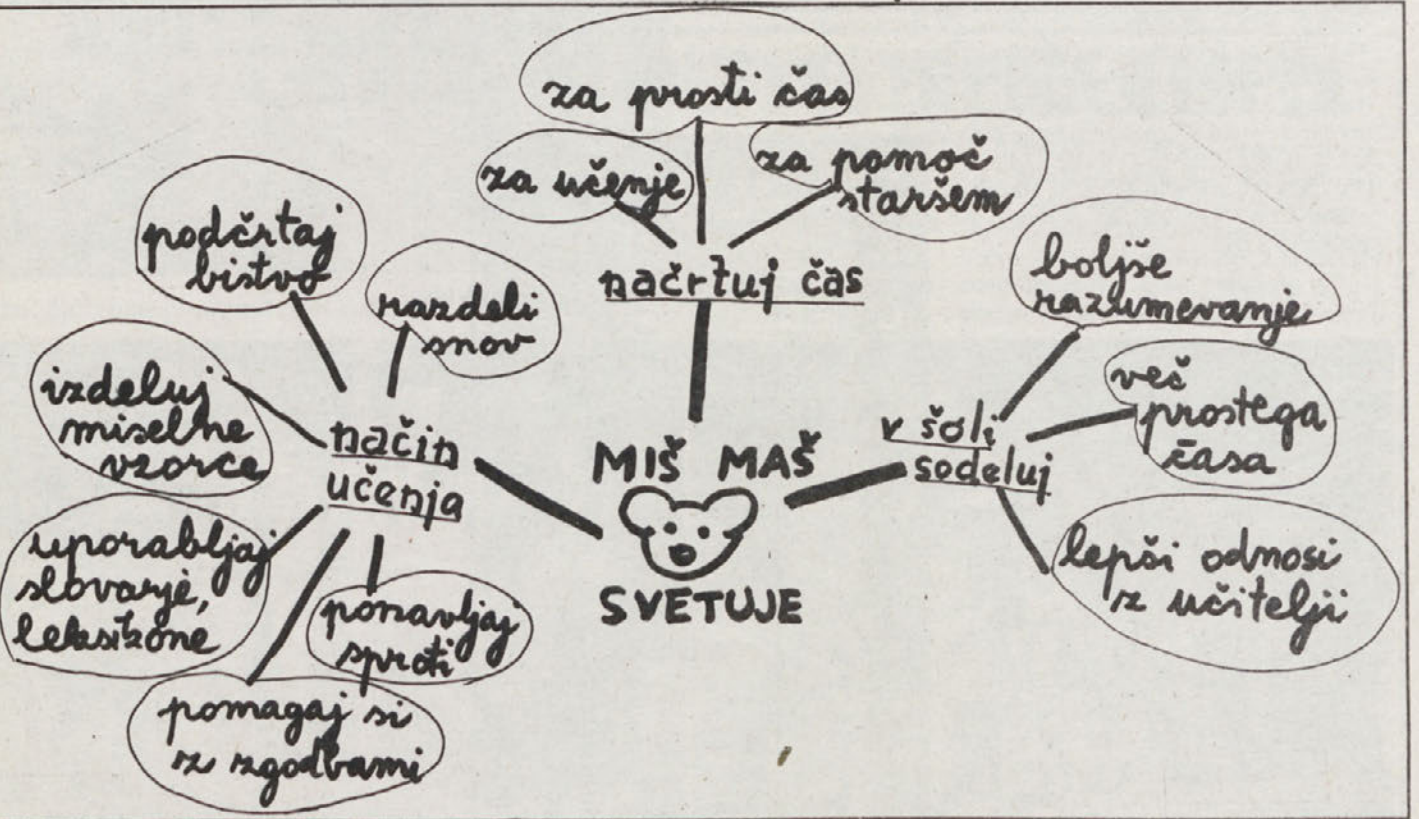 za prosti čas
za učenje
za pomoč
staršem
načrtuj čas
podčrtaj
bistvo
razdeli
snov
izdeluj
miselne
vzorce
način
učenja
uporabljaj
slovarje,
leksikone
ponavljaj
sproti
pomagaj si
z zgodbami
MIŠ MAŠ
SVETUJE
v šoli
sodeluj
boljše
razumevanje
več
prostega
časa
lepši odnosi
z učitelji